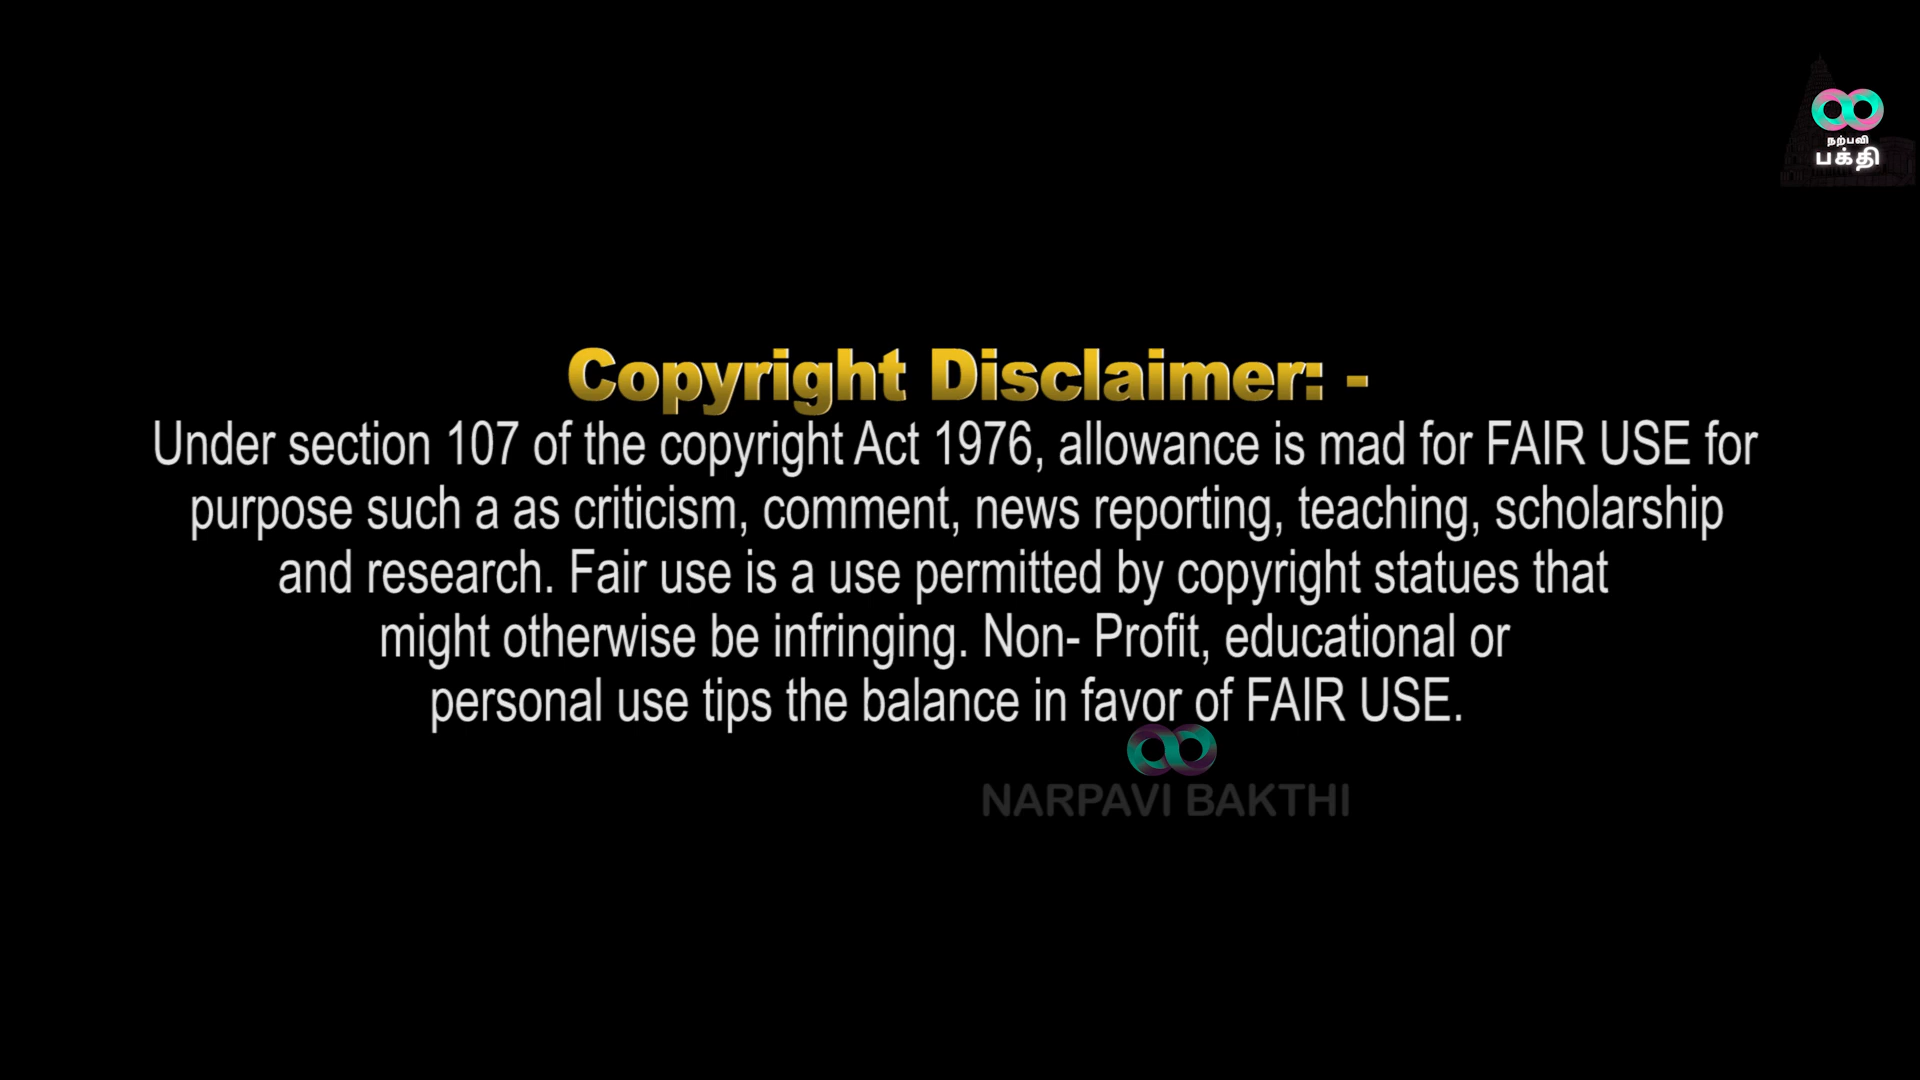 நற்பவி
பக்தி
Copyright Disclaimer: -
Under section 107 of the copyright Act 1976, allowance is mad for FAIR USE for
purpose such a as criticism, comment, news reporting, teaching, scholarship
and research. Fair use is a use permitted by copyright statues that
might otherwise be infringing. Non- Profit, educational or
personal use tips the balance in favor of FAIR USE.
NARPAVI BAKTHI